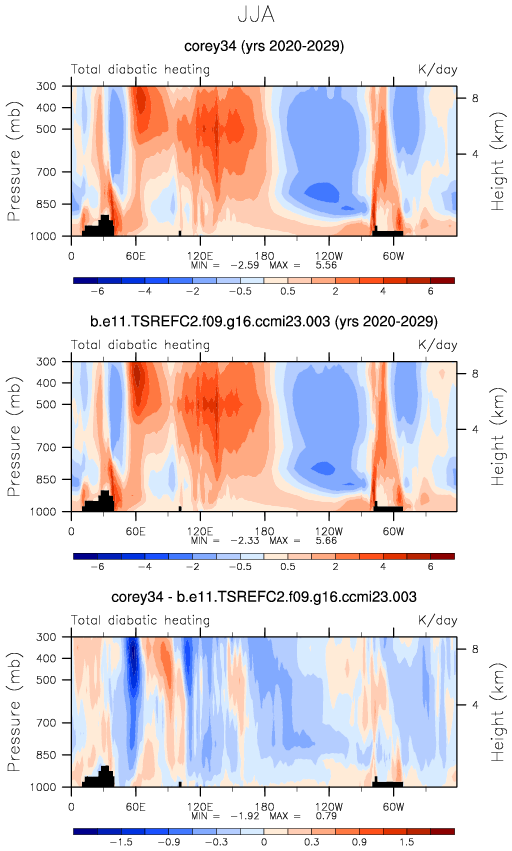 JJA
corey34 (yrs 2020-2029)
Total diabatic heating K/day
300
500
700
850
1000
Pressure (mb)
8
4
Height (km)
0 60E 120E 180 120W 60W
MIN = -2.59 MAX = 5.56
-6 -4 -2 -0.5 0.5 2 4 6
b.e11.TSREFC2.f09.g16.ccmi23.003 (yrs 2020-2029)
Total diabatic heating K/day
300
500
700
850
1000
Pressure (mb)
8
4
Height (km)
0 60E 120E 180 120W 60W
MIN = -2.33 MAX = 5.66
-6 -4 -2 -0.5 0.5 2 4 6
corey34 - b.e11.TSREFC2.f09.g16.ccmi23.003
Total diabatic heating K/day
300
500
700
850
1000
Pressure (mb)
8
4
Height (km)
0 60E 120E 180 120W 60W
MIN = -1.92 MAX = 0.79
-1.5 -0.9 -0.3 0 0.3 0.9 1.5